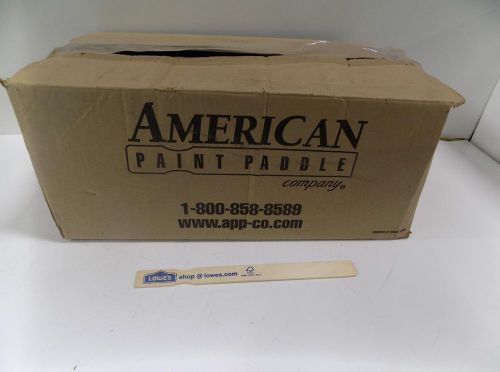 AMERICAN
PAINT PADDLE
company®
1-800-858-8589
www.app-co.com
LOWE'S shop @ lowes.com